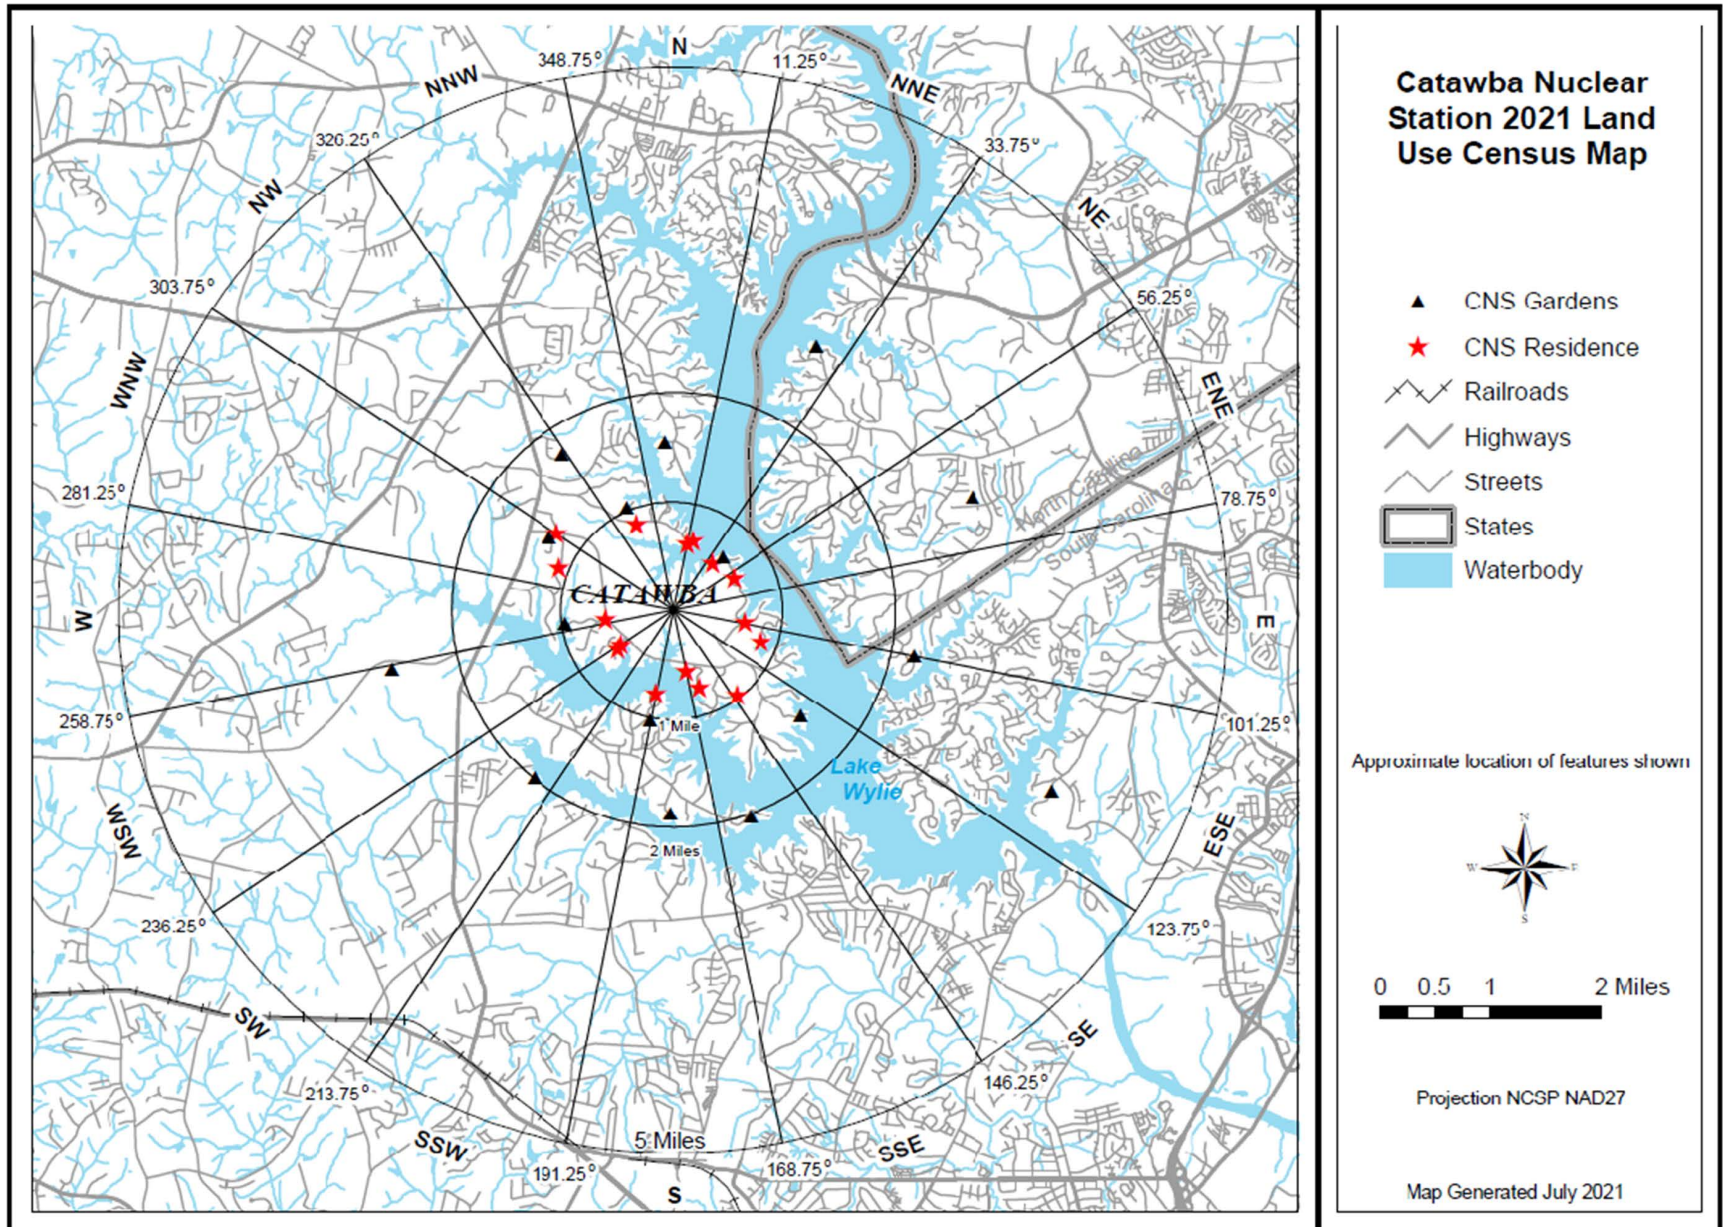 Catawba Nuclear
Station 2021 Land
Use Census Map
CNS Gardens
CNS Residence
Railroads
Highways
Streets
States
Waterbody
Approximate location of features shown
N
W E
S
0 0.5 1 2 Miles
Projection NCSP NAD27
Map Generated July 2021
N
348.75°
11.25°
NNW
NNE
326.25°
33.75°
NW
NE
303.75°
56.25°
WNW
ENE
North Carolina
South Carolina
281.25°
78.75°
CATAWBA
W
E
258.75°
101.25°
1 Mile
Lake
Wylie
WSW
ESE
2 Miles
236.25°
123.75°
SW
SE
213.75°
146.25°
SSW
5 Miles
SSE
191.25°
168.75°
S